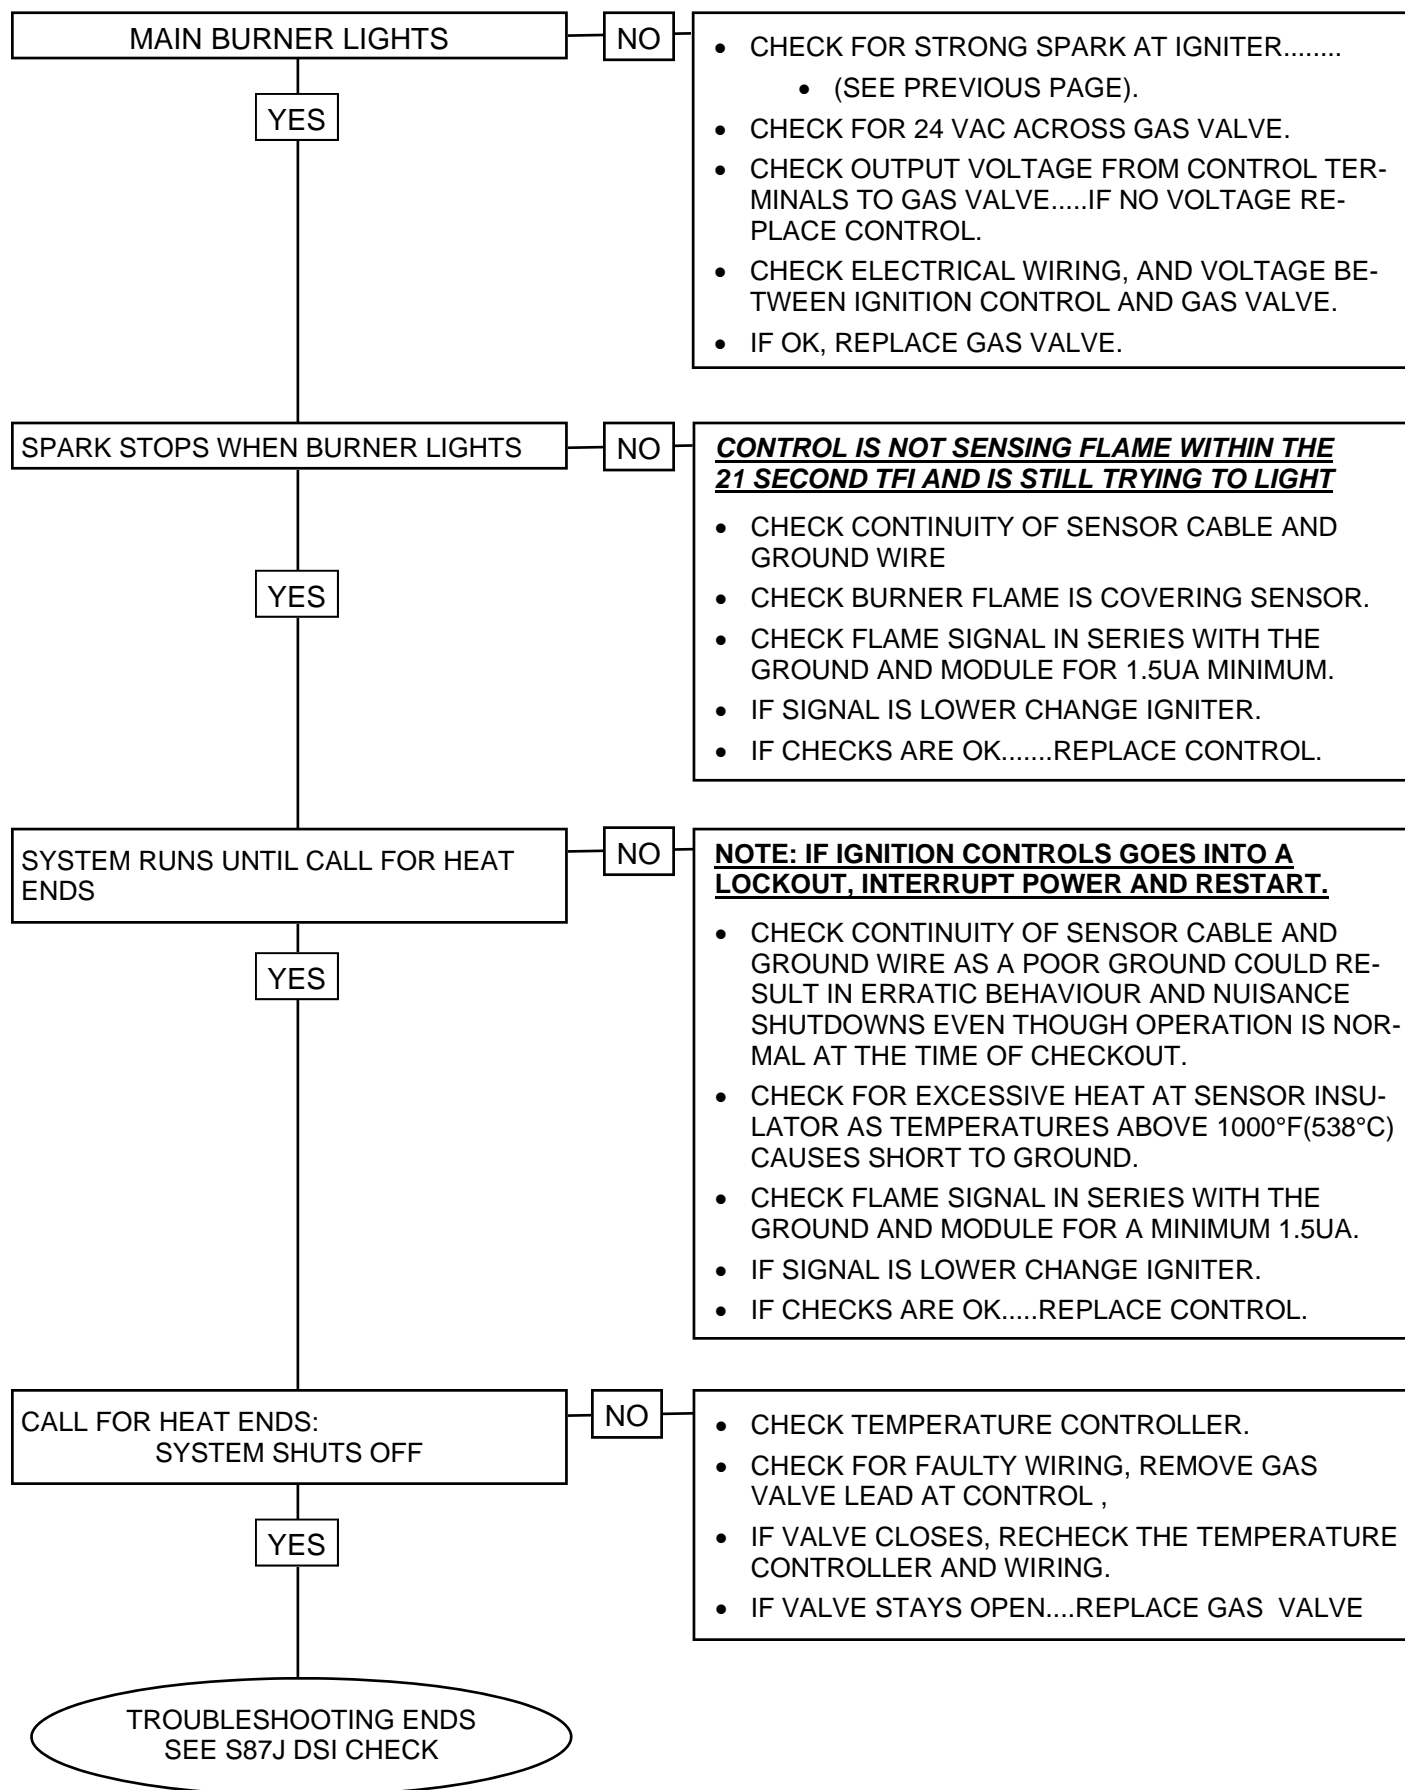 MAIN BURNER LIGHTS
NO
• CHECK FOR STRONG SPARK AT IGNITER........
• (SEE PREVIOUS PAGE).
• CHECK FOR 24 VAC ACROSS GAS VALVE.
• CHECK OUTPUT VOLTAGE FROM CONTROL TER-
MINALS TO GAS VALVE.....IF NO VOLTAGE RE-
PLACE CONTROL.
• CHECK ELECTRICAL WIRING, AND VOLTAGE BE-
TWEEN IGNITION CONTROL AND GAS VALVE.
• IF OK, REPLACE GAS VALVE.
YES
SPARK STOPS WHEN BURNER LIGHTS
NO
CONTROL IS NOT SENSING FLAME WITHIN THE
21 SECOND TFI AND IS STILL TRYING TO LIGHT
• CHECK CONTINUITY OF SENSOR CABLE AND
GROUND WIRE
• CHECK BURNER FLAME IS COVERING SENSOR.
• CHECK FLAME SIGNAL IN SERIES WITH THE
GROUND AND MODULE FOR 1.5UA MINIMUM.
• IF SIGNAL IS LOWER CHANGE IGNITER.
• IF CHECKS ARE OK.......REPLACE CONTROL.
YES
SYSTEM RUNS UNTIL CALL FOR HEAT
ENDS
NO
NOTE: IF IGNITION CONTROLS GOES INTO A
LOCKOUT, INTERRUPT POWER AND RESTART.
• CHECK CONTINUITY OF SENSOR CABLE AND
GROUND WIRE AS A POOR GROUND COULD RE-
SULT IN ERRATIC BEHAVIOUR AND NUISANCE
SHUTDOWNS EVEN THOUGH OPERATION IS NOR-
MAL AT THE TIME OF CHECKOUT.
• CHECK FOR EXCESSIVE HEAT AT SENSOR INSU-
LATOR AS TEMPERATURES ABOVE 1000°F(538°C)
CAUSES SHORT TO GROUND.
• CHECK FLAME SIGNAL IN SERIES WITH THE
GROUND AND MODULE FOR A MINIMUM 1.5UA.
• IF SIGNAL IS LOWER CHANGE IGNITER.
• IF CHECKS ARE OK.....REPLACE CONTROL.
YES
CALL FOR HEAT ENDS:
SYSTEM SHUTS OFF
NO
• CHECK TEMPERATURE CONTROLLER.
• CHECK FOR FAULTY WIRING, REMOVE GAS
VALVE LEAD AT CONTROL ,
• IF VALVE CLOSES, RECHECK THE TEMPERATURE
CONTROLLER AND WIRING.
• IF VALVE STAYS OPEN....REPLACE GAS VALVE
YES
TROUBLESHOOTING ENDS
SEE S87J DSI CHECK